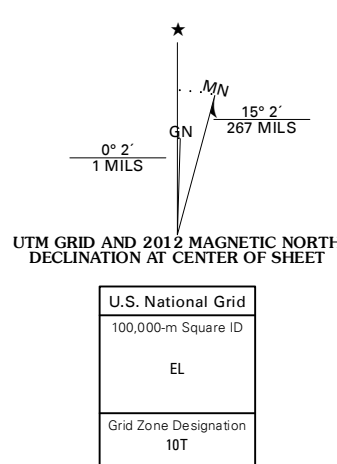 ★
MN
15° 2´
267 MILS
GN
0° 2´
1 MILS
UTM GRID AND 2012 MAGNETIC NORTH
DECLINATION AT CENTER OF SHEET
U.S. National Grid
100,000-m Square ID
EL
Grid Zone Designation
10T